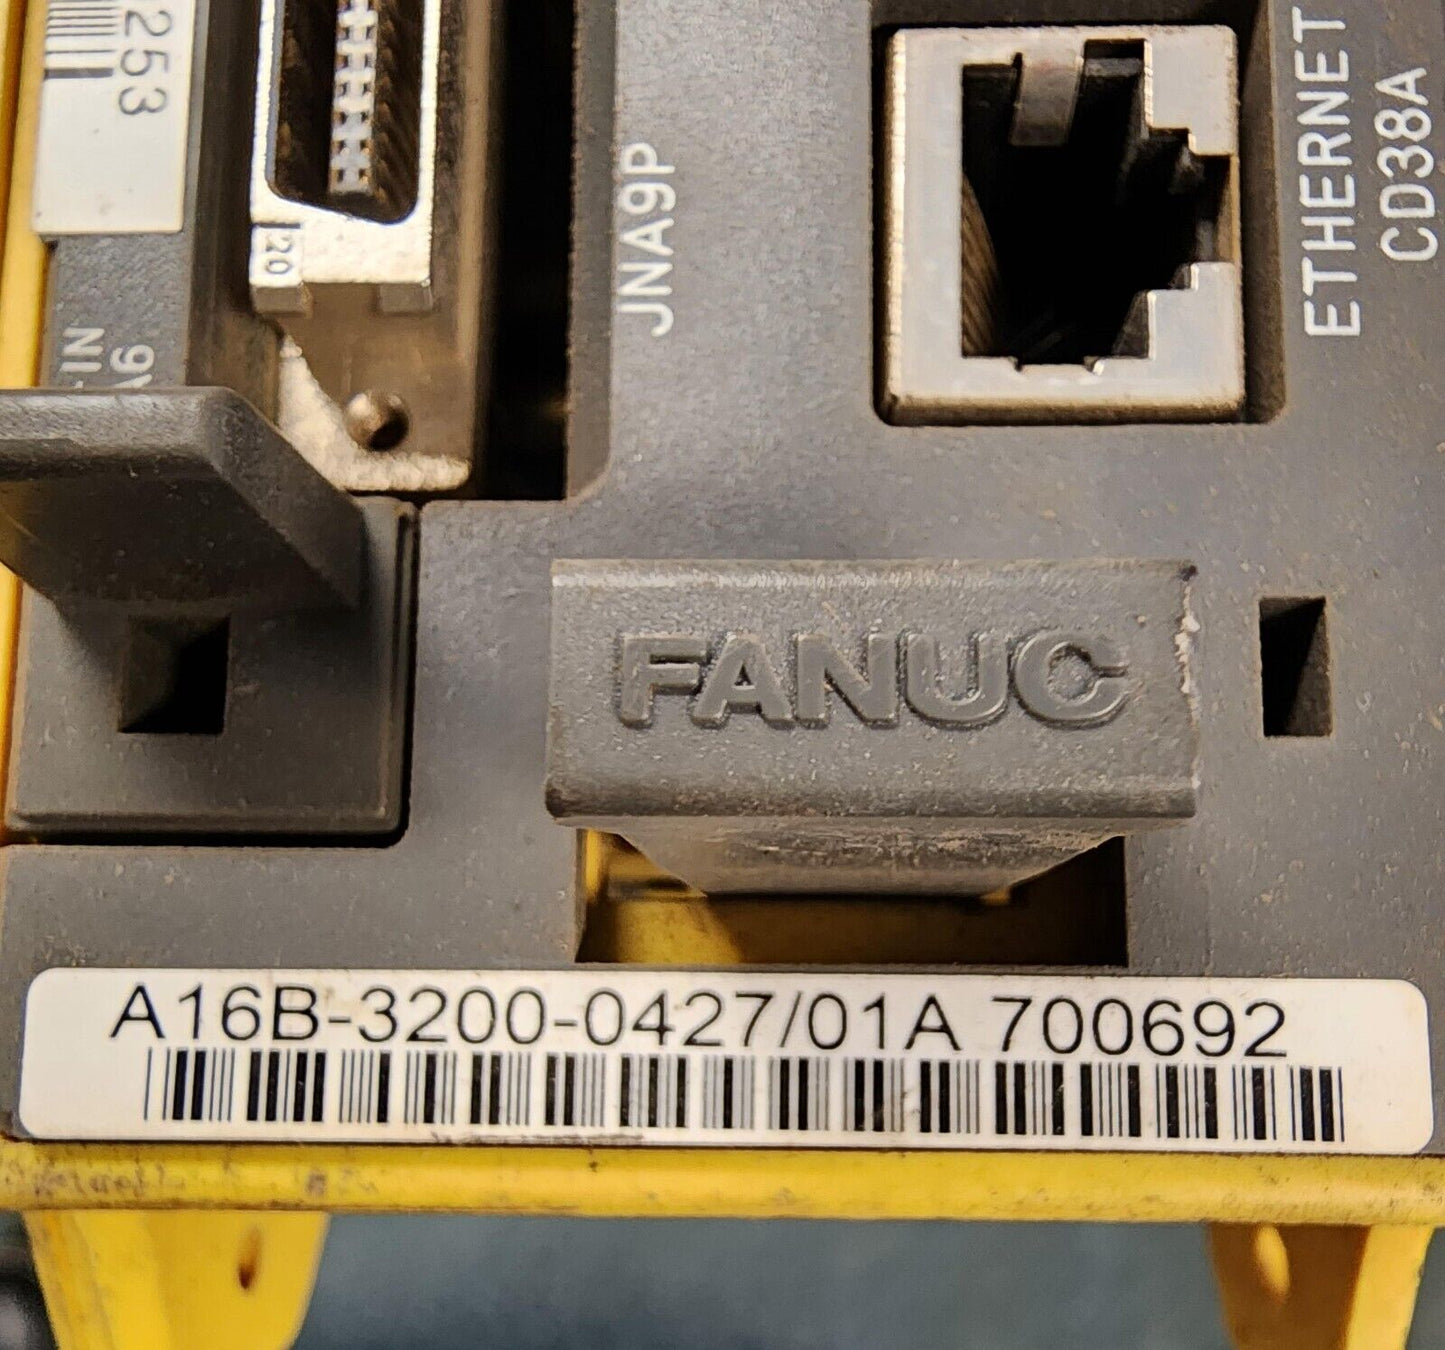 253
20
JNA9P
ETHERNET
CD38A
FANUC
A16B-3200-0427/01A 700692